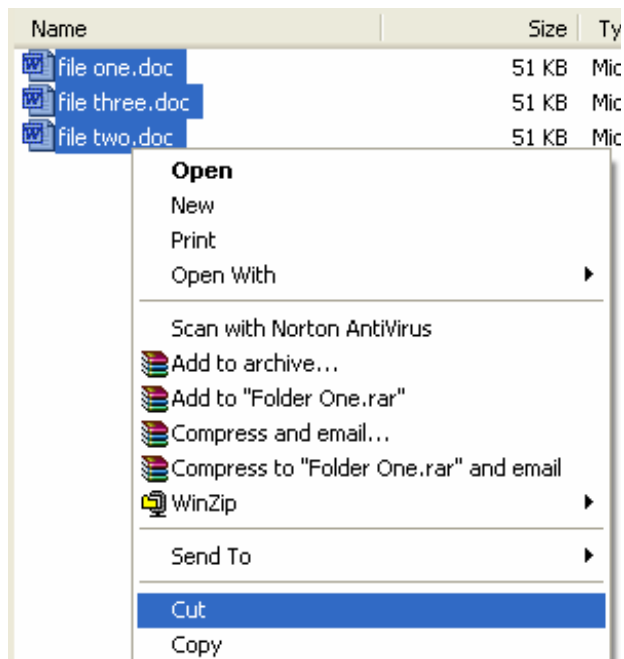 Name Size Ty
file one.doc 51 KB Mic
file three.doc 51 KB Mic
file two.doc 51 KB Mic
Open
New
Print
Open With
Scan with Norton AntiVirus
Add to archive...
Add to "Folder One.rar"
Compress and email...
Compress to "Folder One.rar" and email
WinZip
Send To
Cut
Copy